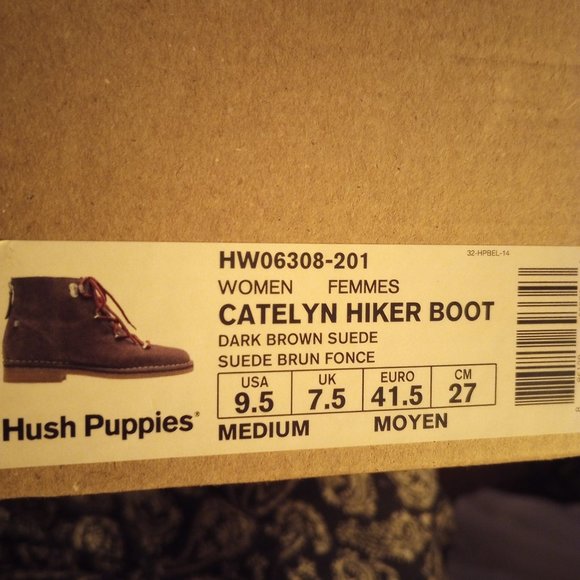 HW06308-201
32-HPBEL-14
WOMEN FEMMES
CATELYN HIKER BOOT
DARK BROWN SUEDE
SUEDE BRUN FONCE
USA UK EURO CM
9.5 7.5 41.5 27
MEDIUM MOYEN
Hush Puppies®